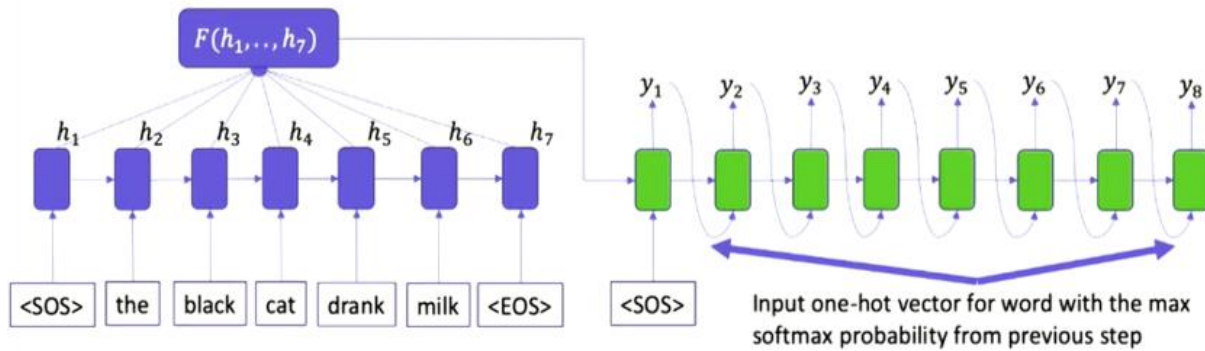 F(h₁,..,h₇)
y₁ y₂ y₃ y₄ y₅ y₆ y₇ y₈
h₁ h₂ h₃ h₄ h₅ h₆ h₇
<SOS> the black cat drank milk <EOS> <SOS>
Input one-hot vector for word with the max
softmax probability from previous step